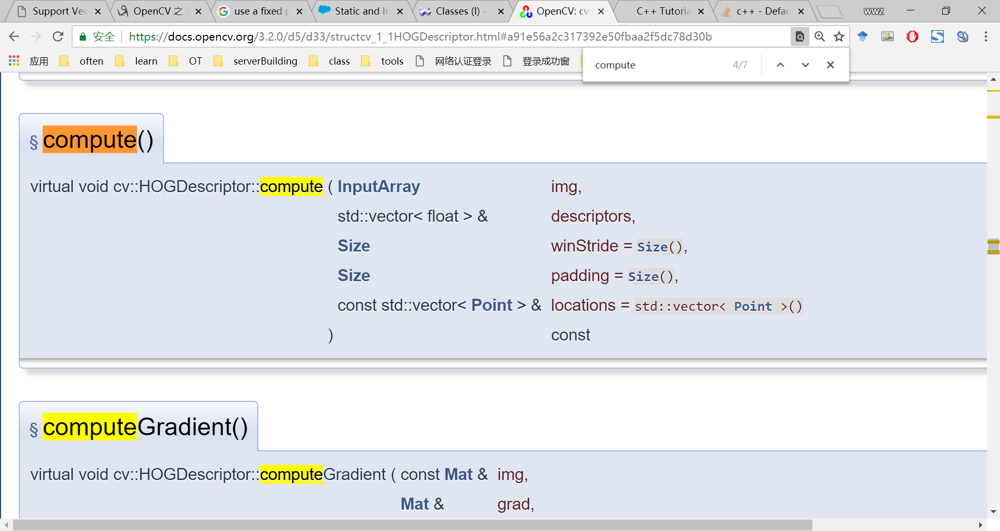 Support Vec
OpenCV 之
use a fixed p
Static and In
Classes (I) -
OpenCV: cv:
C++ Tutoria
c++ - Defau
wwz
安全
https://docs.opencv.org/3.2.0/d5/d33/structcv_1_1HOGDescriptor.html#a91e56a2c317392e50fbaa2f5dc78d30b
应用 often learn OT serverBuilding class tools 网络认证登录 登录成功窗
compute 4/7
§ compute()
virtual void cv::HOGDescriptor::compute ( InputArray img,
std::vector< float > & descriptors,
Size winStride = Size(),
Size padding = Size(),
const std::vector< Point > & locations = std::vector< Point >()
) const
§ computeGradient()
virtual void cv::HOGDescriptor::computeGradient ( const Mat & img,
Mat & grad,